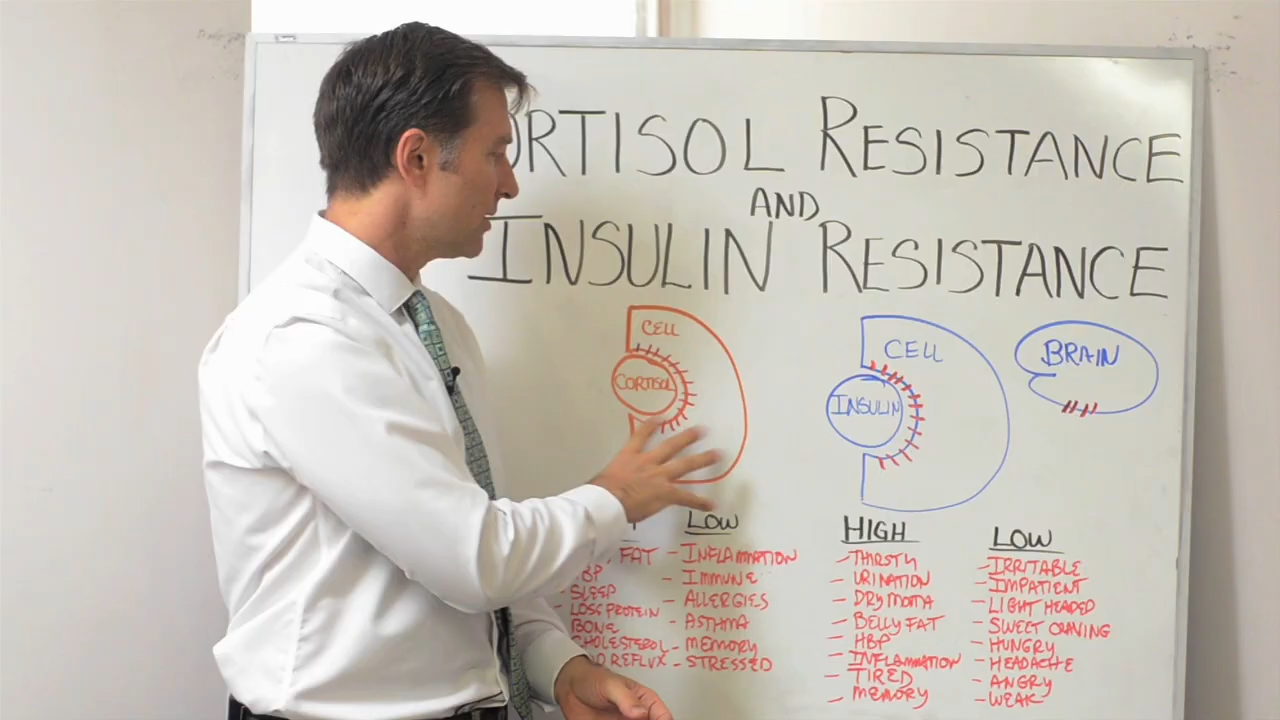 ORTISOL RESISTANCE
AND
INSULIN RESISTANCE
CELL
CORTISOL
CELL
INSULIN
BRAIN
LOW
FAT
BP
SLEEP
LOSS PROTEIN
BONE
CHOLESTEROL
REFLUX
- INFLAMMATION
- IMMUNE
- ALLERGIES
- ASTHMA
- MEMORY
- STRESSED
HIGH
- THIRSTY
- URINATION
- DRY
- BELLY FAT
- HBP
- INFLAMMATION
- TIRED
- MEMORY
LOW
- IRRITABLE
- IMPATIENT
- LIGHT HEADED
- SWEET CRAVING
- HUNGRY
- HEADACHE
- ANGRY
- WEAK